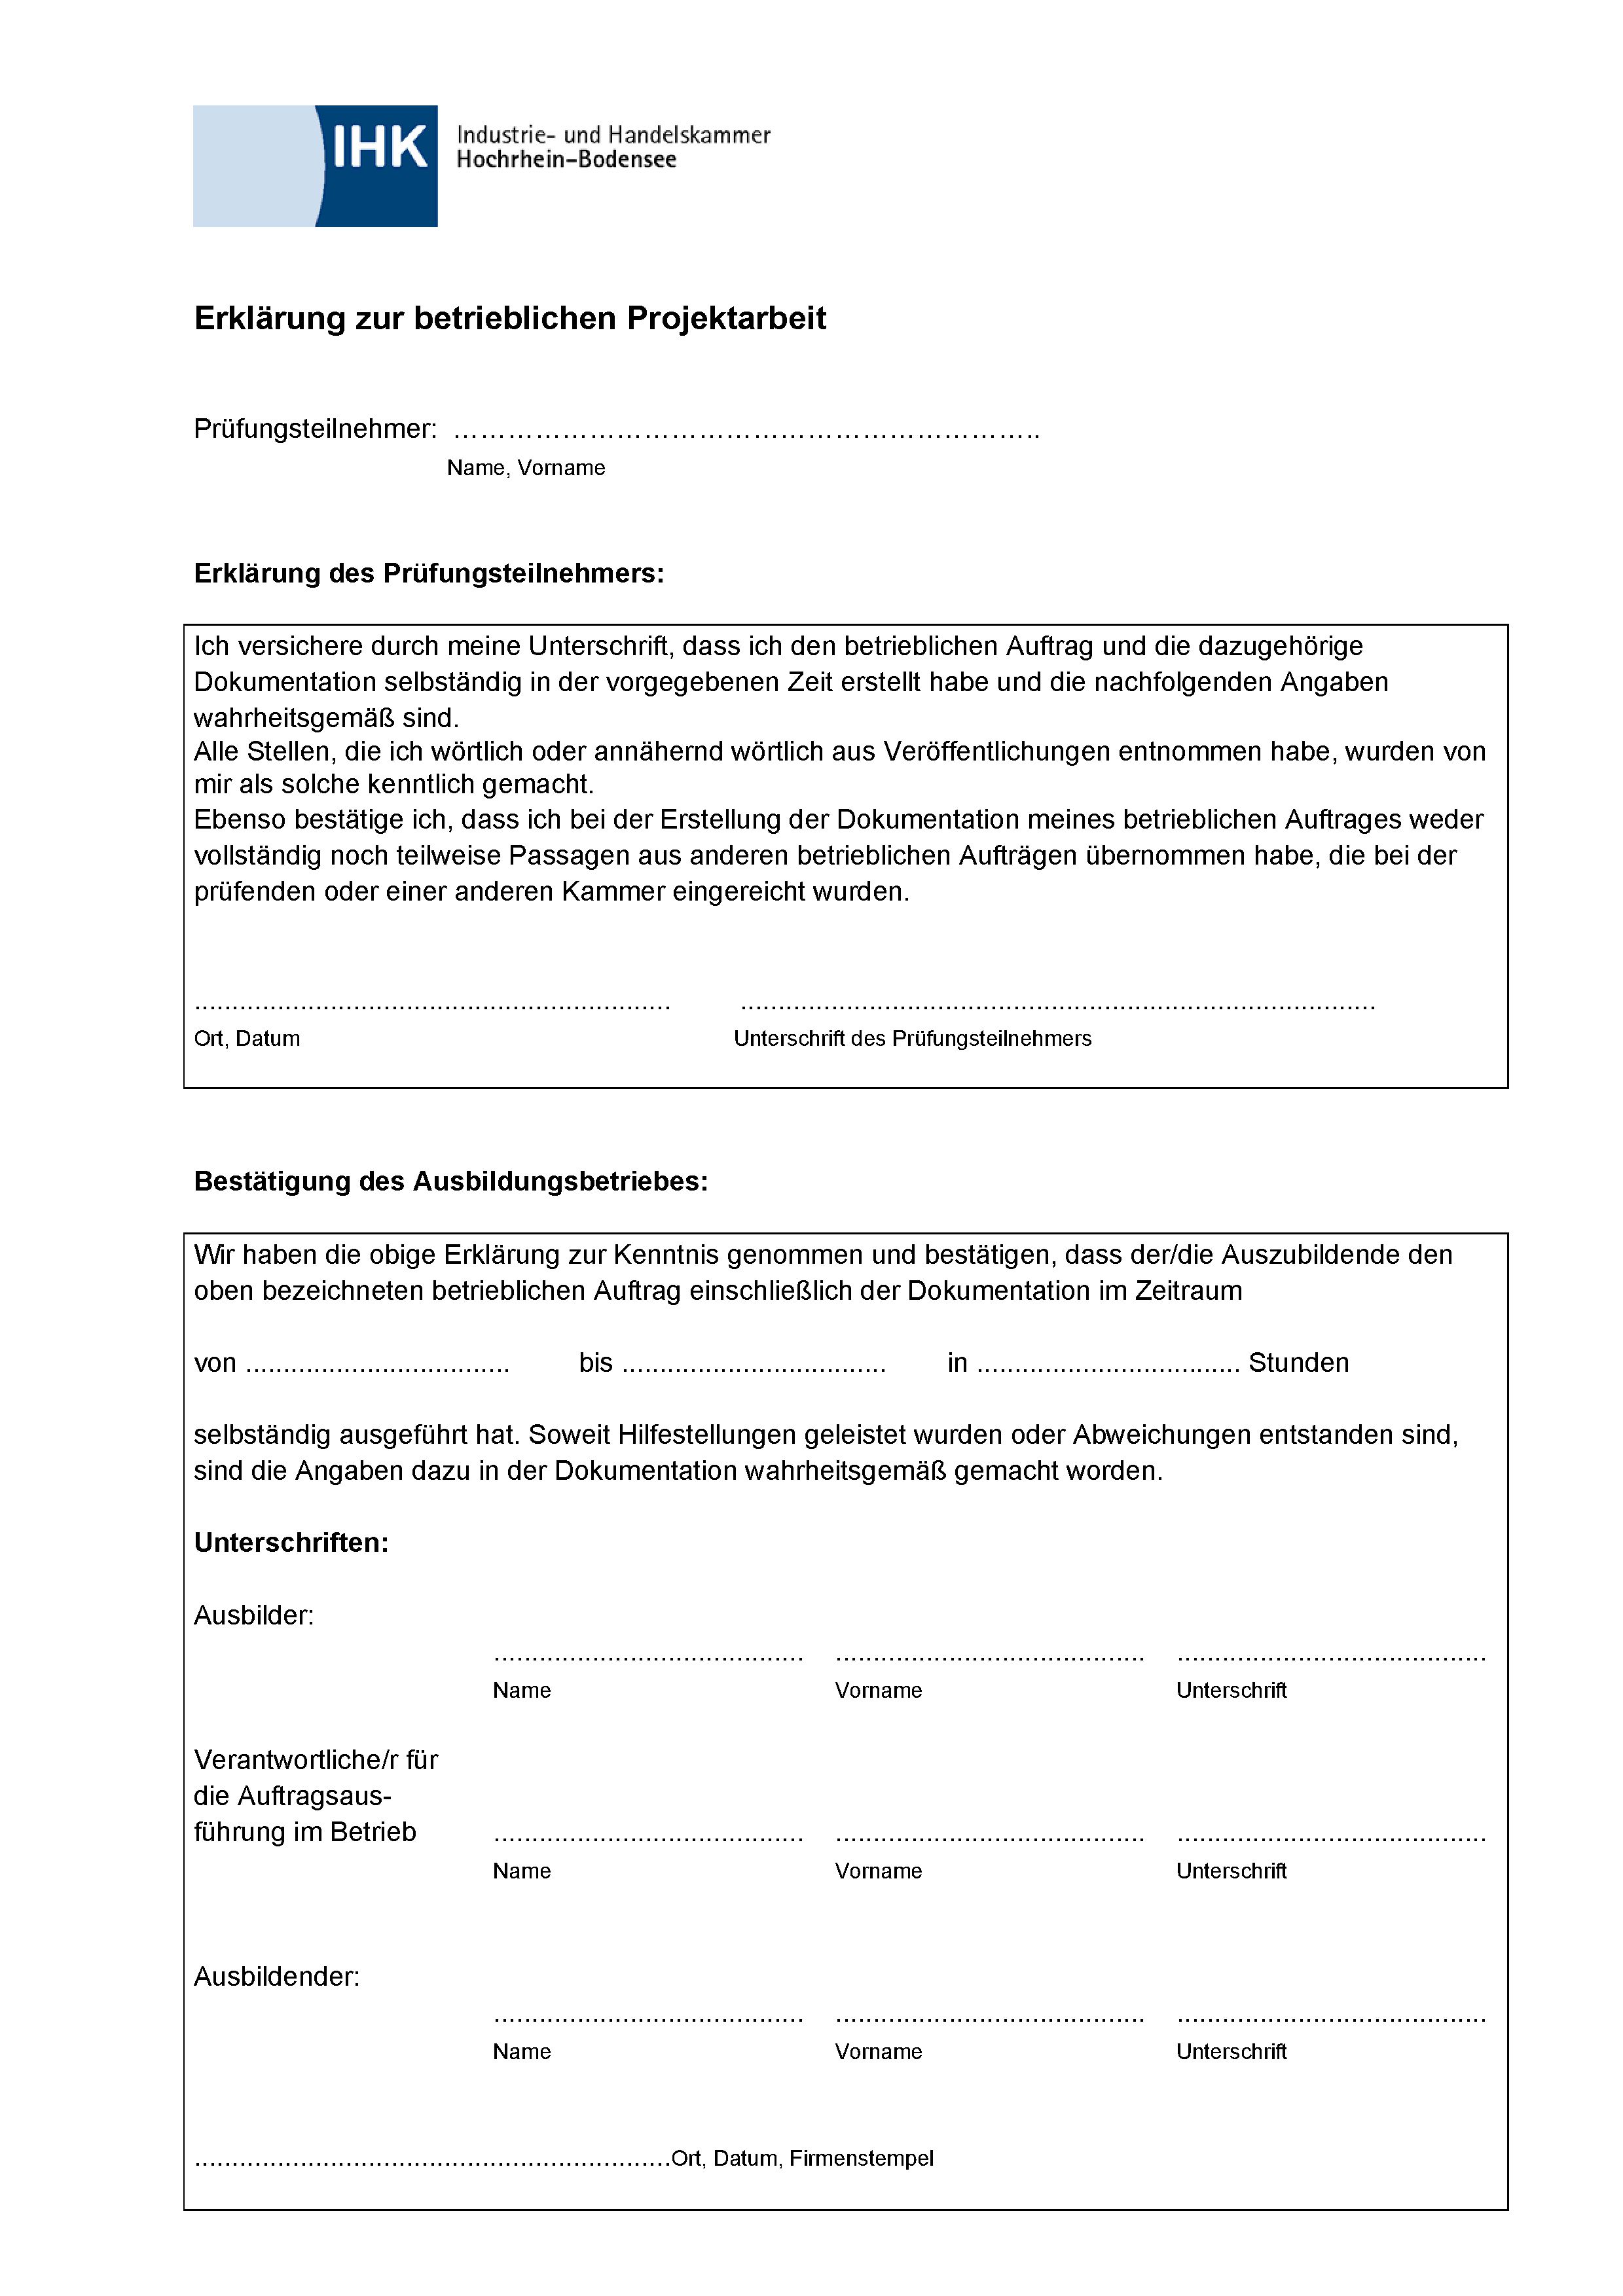 IHK
Industrie- und Handelskammer
Hochrhein-Bodensee
Erklärung zur betrieblichen Projektarbeit
Prüfungsteilnehmer: ………………………………………………………..
Name, Vorname
Erklärung des Prüfungsteilnehmers:
Ich versichere durch meine Unterschrift, dass ich den betrieblichen Auftrag und die dazugehörige
Dokumentation selbständig in der vorgegebenen Zeit erstellt habe und die nachfolgenden Angaben
wahrheitsgemäß sind.
Alle Stellen, die ich wörtlich oder annähernd wörtlich aus Veröffentlichungen entnommen habe, wurden von
mir als solche kenntlich gemacht.
Ebenso bestätige ich, dass ich bei der Erstellung der Dokumentation meines betrieblichen Auftrages weder
vollständig noch teilweise Passagen aus anderen betrieblichen Aufträgen übernommen habe, die bei der
prüfenden oder einer anderen Kammer eingereicht wurden.
............................................................... ....................................................................................
Ort, Datum Unterschrift des Prüfungsteilnehmers
Bestätigung des Ausbildungsbetriebes:
Wir haben die obige Erklärung zur Kenntnis genommen und bestätigen, dass der/die Auszubildende den
oben bezeichneten betrieblichen Auftrag einschließlich der Dokumentation im Zeitraum
von ................................... bis ................................... in ................................... Stunden
selbständig ausgeführt hat. Soweit Hilfestellungen geleistet wurden oder Abweichungen entstanden sind,
sind die Angaben dazu in der Dokumentation wahrheitsgemäß gemacht worden.
Unterschriften:
Ausbilder:
......................................... ......................................... .........................................
Name Vorname Unterschrift
Verantwortliche/r für
die Auftragsaus-
führung im Betrieb ......................................... ......................................... .........................................
Name Vorname Unterschrift
Ausbildender:
......................................... ......................................... .........................................
Name Vorname Unterschrift
...............................................................Ort, Datum, Firmenstempel